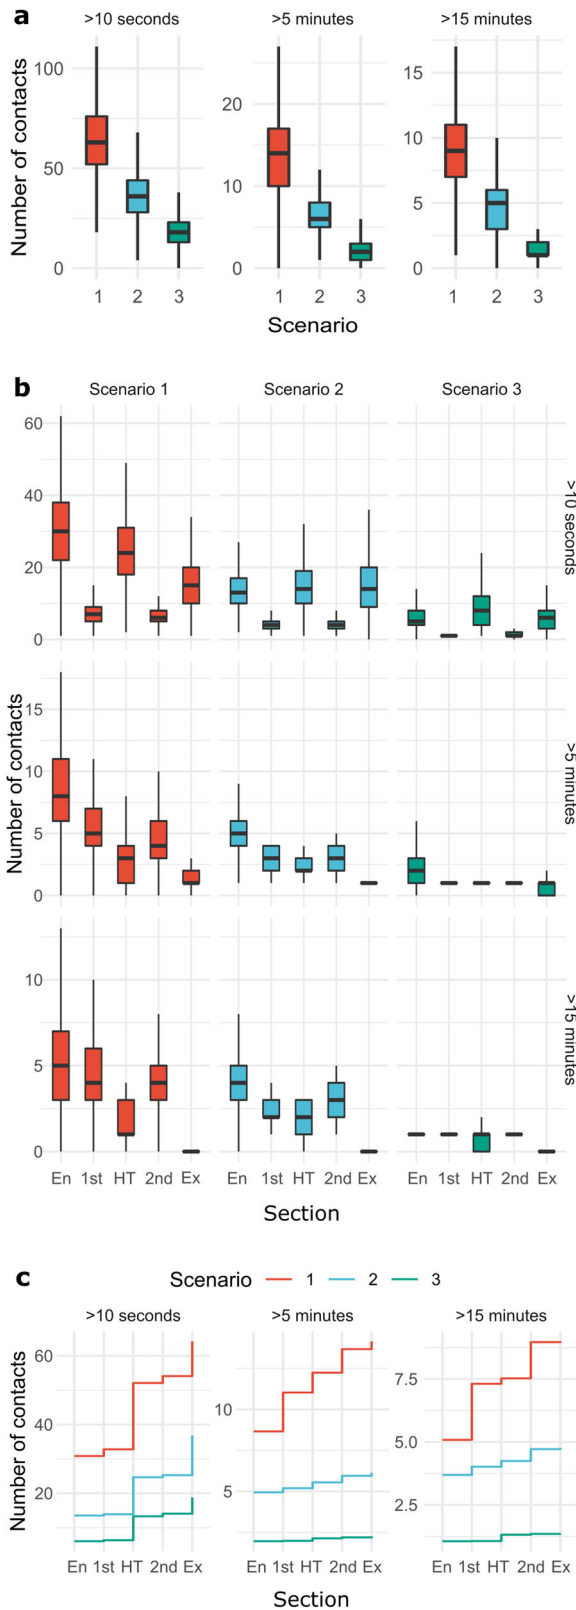 a
>10 seconds >5 minutes >15 minutes
Number of contacts
100
50
0
20
10
0
15
10
5
0
1 2 3 1 2 3 1 2 3
Scenario
b
Scenario 1 Scenario 2 Scenario 3
60
40
20
0
>10 seconds
Number of contacts
15
10
5
0
>5 minutes
10
5
0
>15 minutes
En 1st HT 2nd Ex En 1st HT 2nd Ex En 1st HT 2nd Ex
Section
c
Scenario 1 2 3
>10 seconds >5 minutes >15 minutes
Number of contacts
60
40
20
10
5
7.5
5.0
2.5
En 1st HT 2nd Ex En 1st HT 2nd Ex En 1st HT 2nd Ex
Section